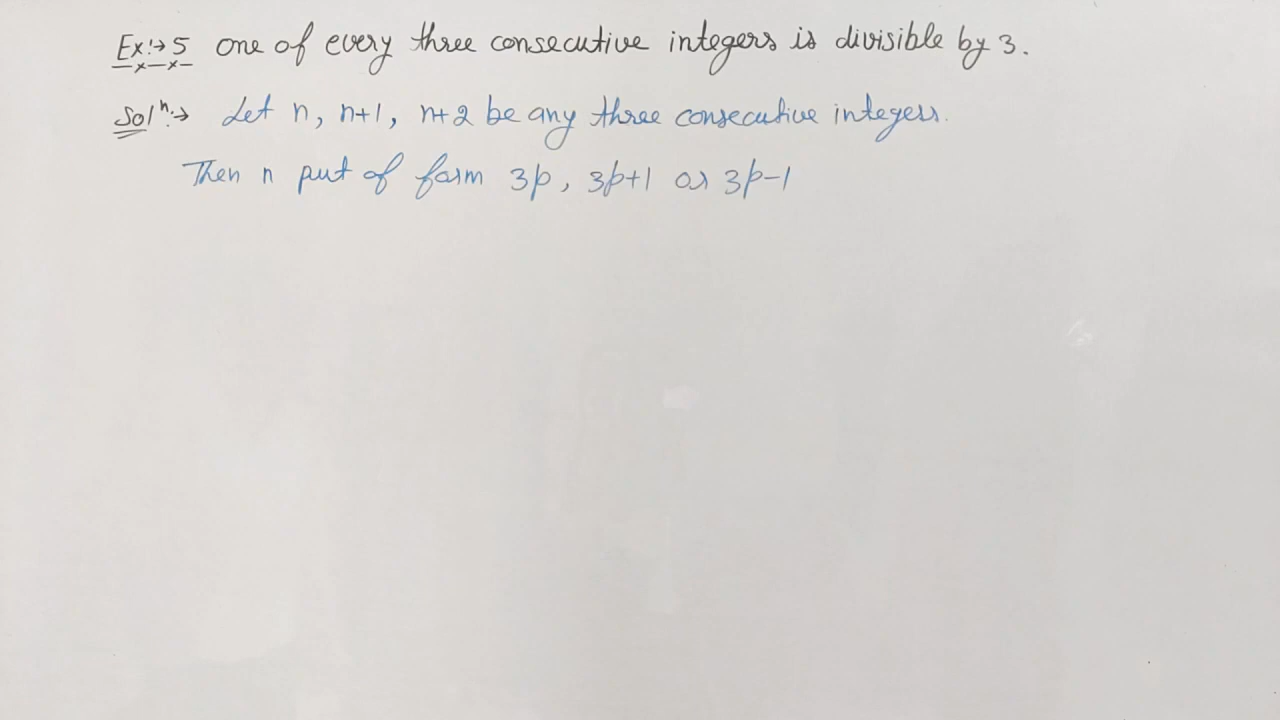 Ex:→ 5 one of every three consecutive integers is divisible by 3.
Solⁿ:→ Let n, n+1, n+2 be any three consecutive integers.
Then n put of form 3p, 3p+1 or 3p-1